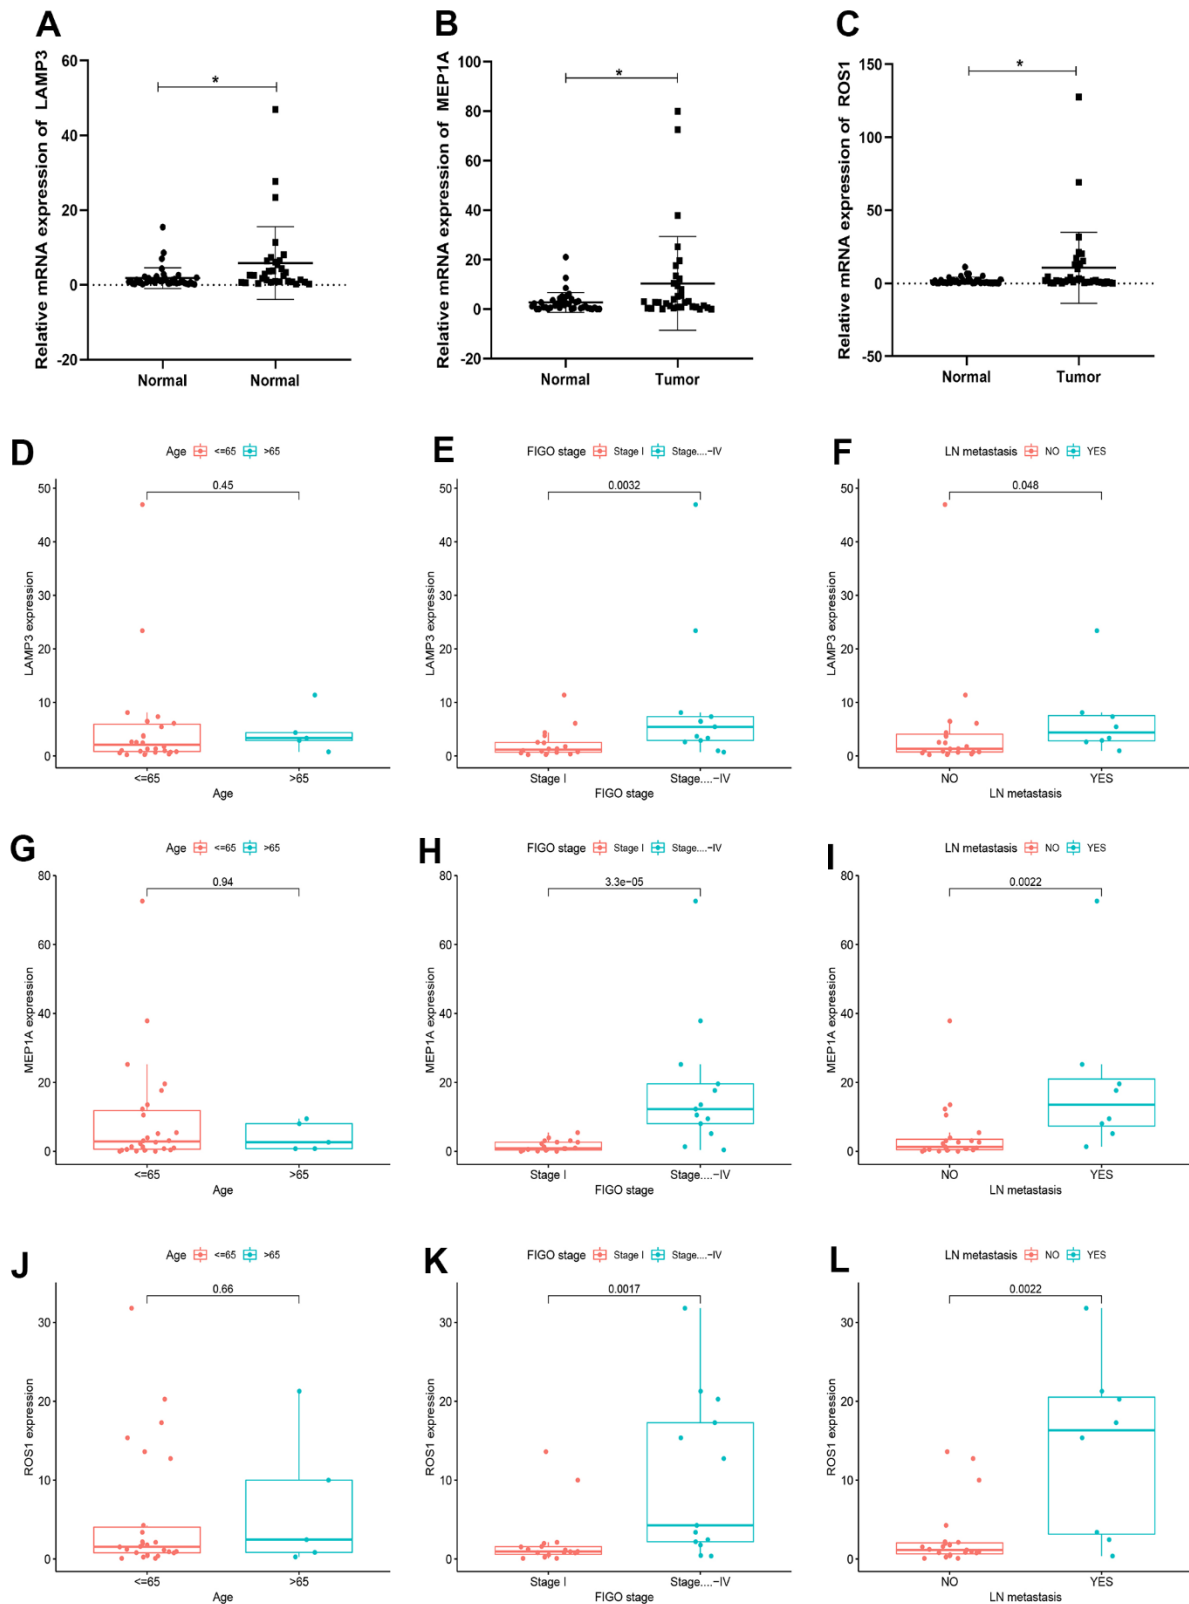 A
Relative mRNA expression of LAMP3
60
40
20
0
-20
*
Normal
Normal
B
Relative mRNA expression of MEP1A
100
80
60
40
20
0
-20
*
Normal
Tumor
C
Relative mRNA expression of ROS1
150
100
50
0
-50
*
Normal
Tumor
D
Age <=65 >65
LAMP3 expression
50
40
30
20
10
0
0.45
<=65
>65
Age
E
FIGO stage Stage I Stage....−IV
LAMP3 expression
50
40
30
20
10
0
0.0032
Stage I
Stage....−IV
FIGO stage
F
LN metastasis NO YES
LAMP3 expression
50
40
30
20
10
0
0.048
NO
YES
LN metastasis
G
Age <=65 >65
MEP1A expression
80
60
40
20
0
0.94
<=65
>65
Age
H
FIGO stage Stage I Stage....−IV
MEP1A expression
80
60
40
20
0
3.3e−05
Stage I
Stage....−IV
FIGO stage
I
LN metastasis NO YES
MEP1A expression
80
60
40
20
0
0.0022
NO
YES
LN metastasis
J
Age <=65 >65
ROS1 expression
30
20
10
0
0.66
<=65
>65
Age
K
FIGO stage Stage I Stage....−IV
ROS1 expression
30
20
10
0
0.0017
Stage I
Stage....−IV
FIGO stage
L
LN metastasis NO YES
ROS1 expression
30
20
10
0
0.0022
NO
YES
LN metastasis